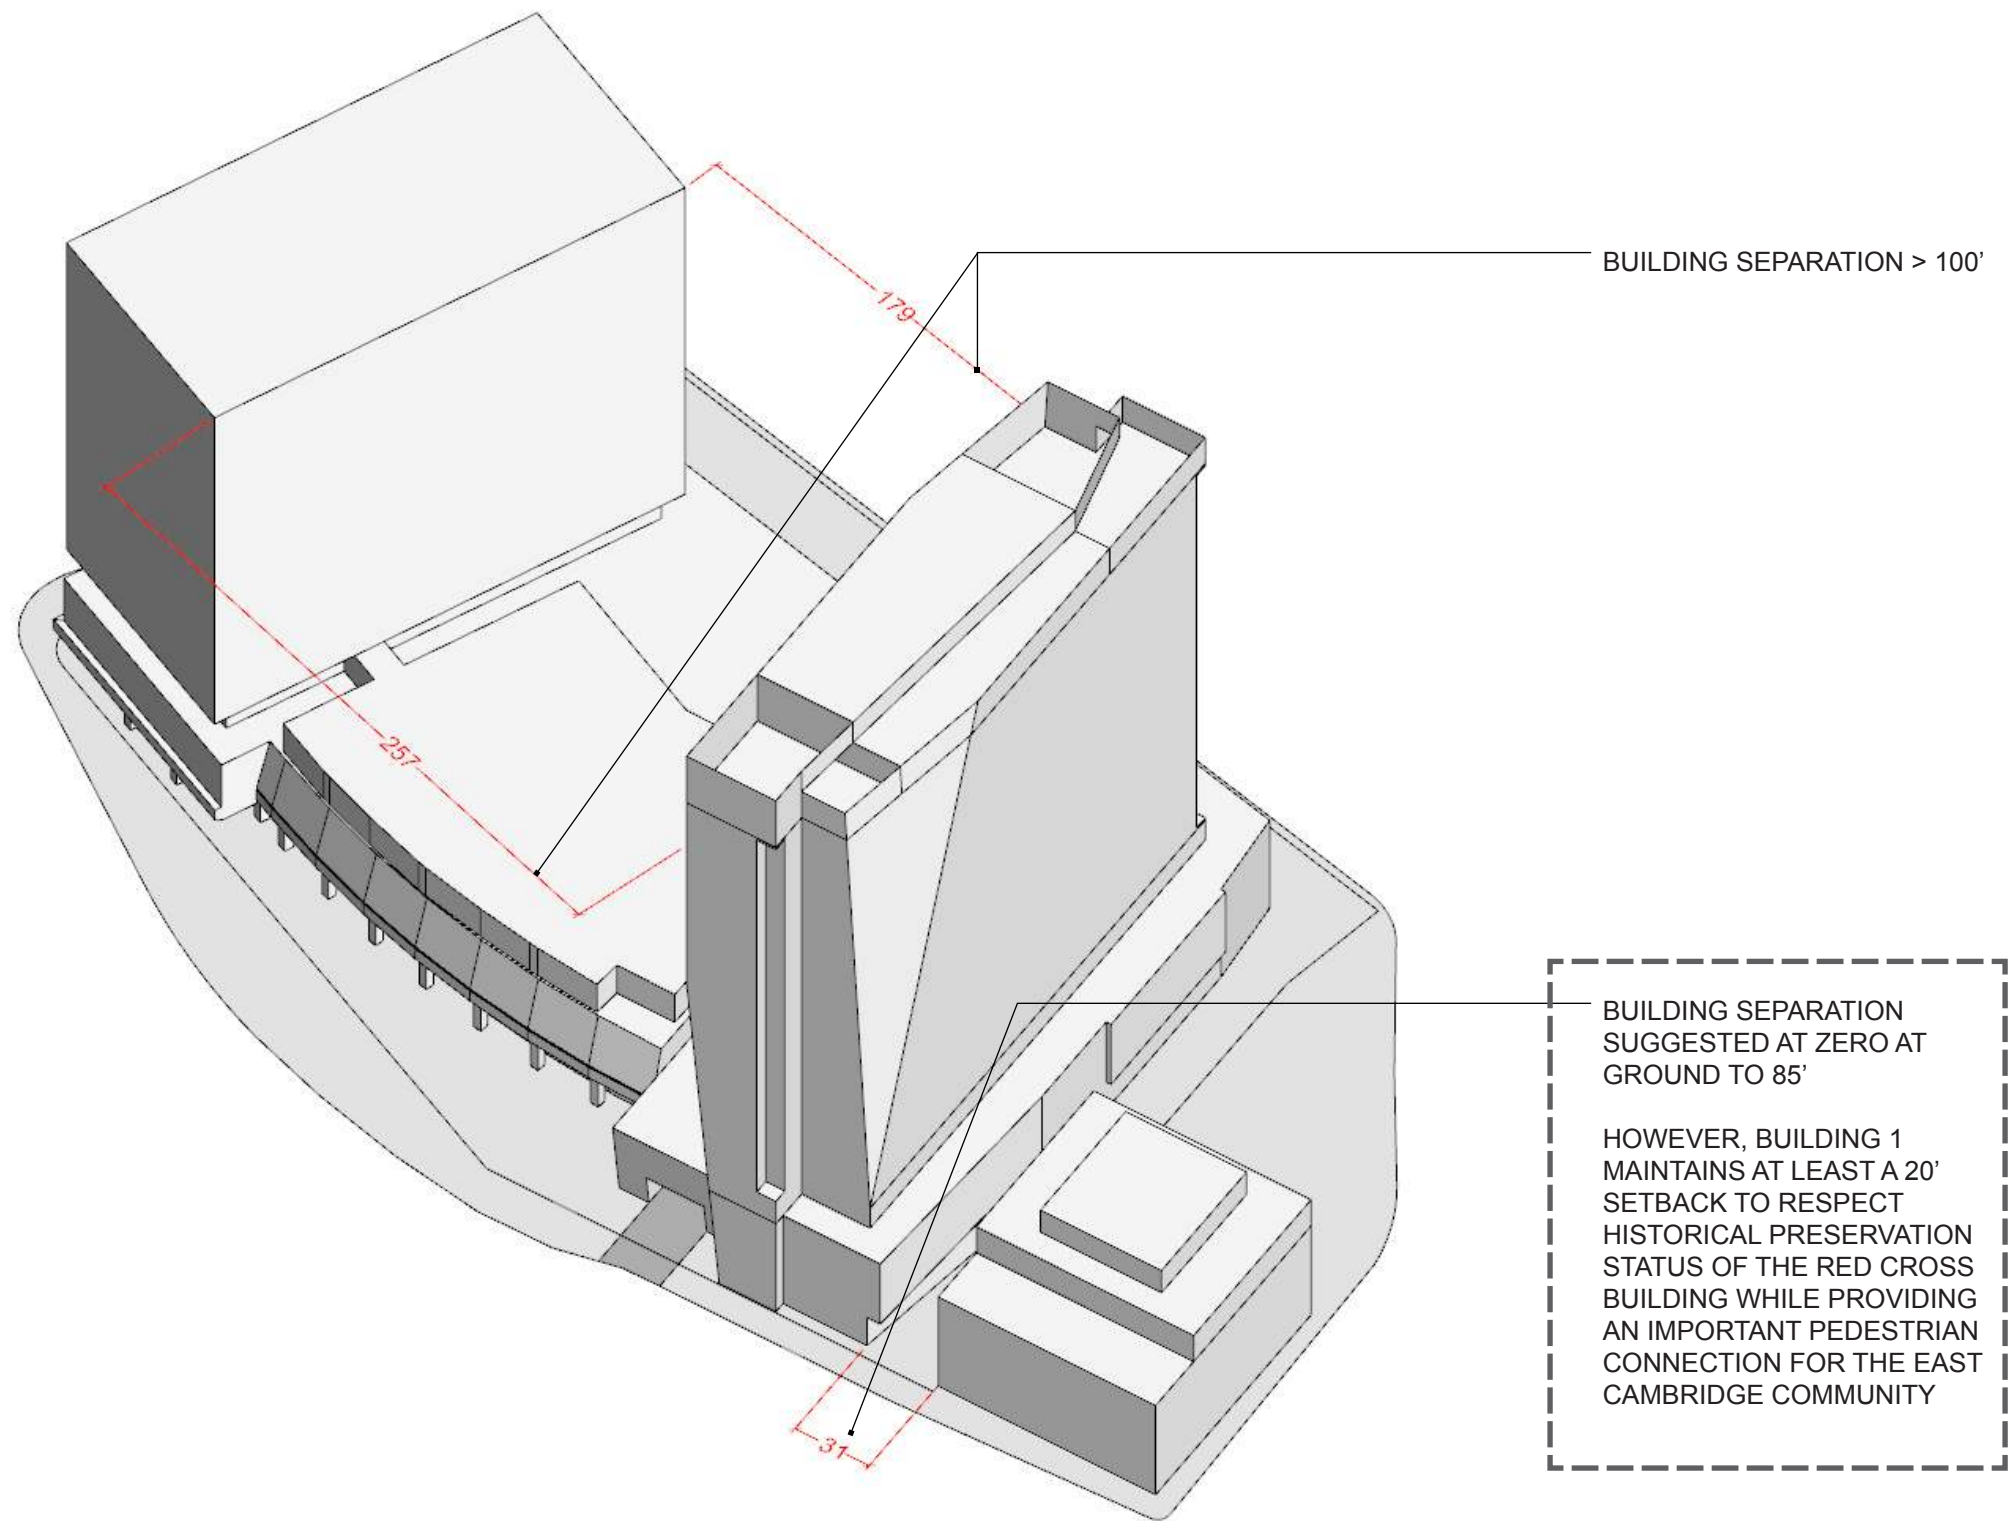 179
BUILDING SEPARATION > 100’
257
BUILDING SEPARATION
SUGGESTED AT ZERO AT
GROUND TO 85’
HOWEVER, BUILDING 1
MAINTAINS AT LEAST A 20’
SETBACK TO RESPECT
HISTORICAL PRESERVATION
STATUS OF THE RED CROSS
BUILDING WHILE PROVIDING
AN IMPORTANT PEDESTRIAN
CONNECTION FOR THE EAST
CAMBRIDGE COMMUNITY
31